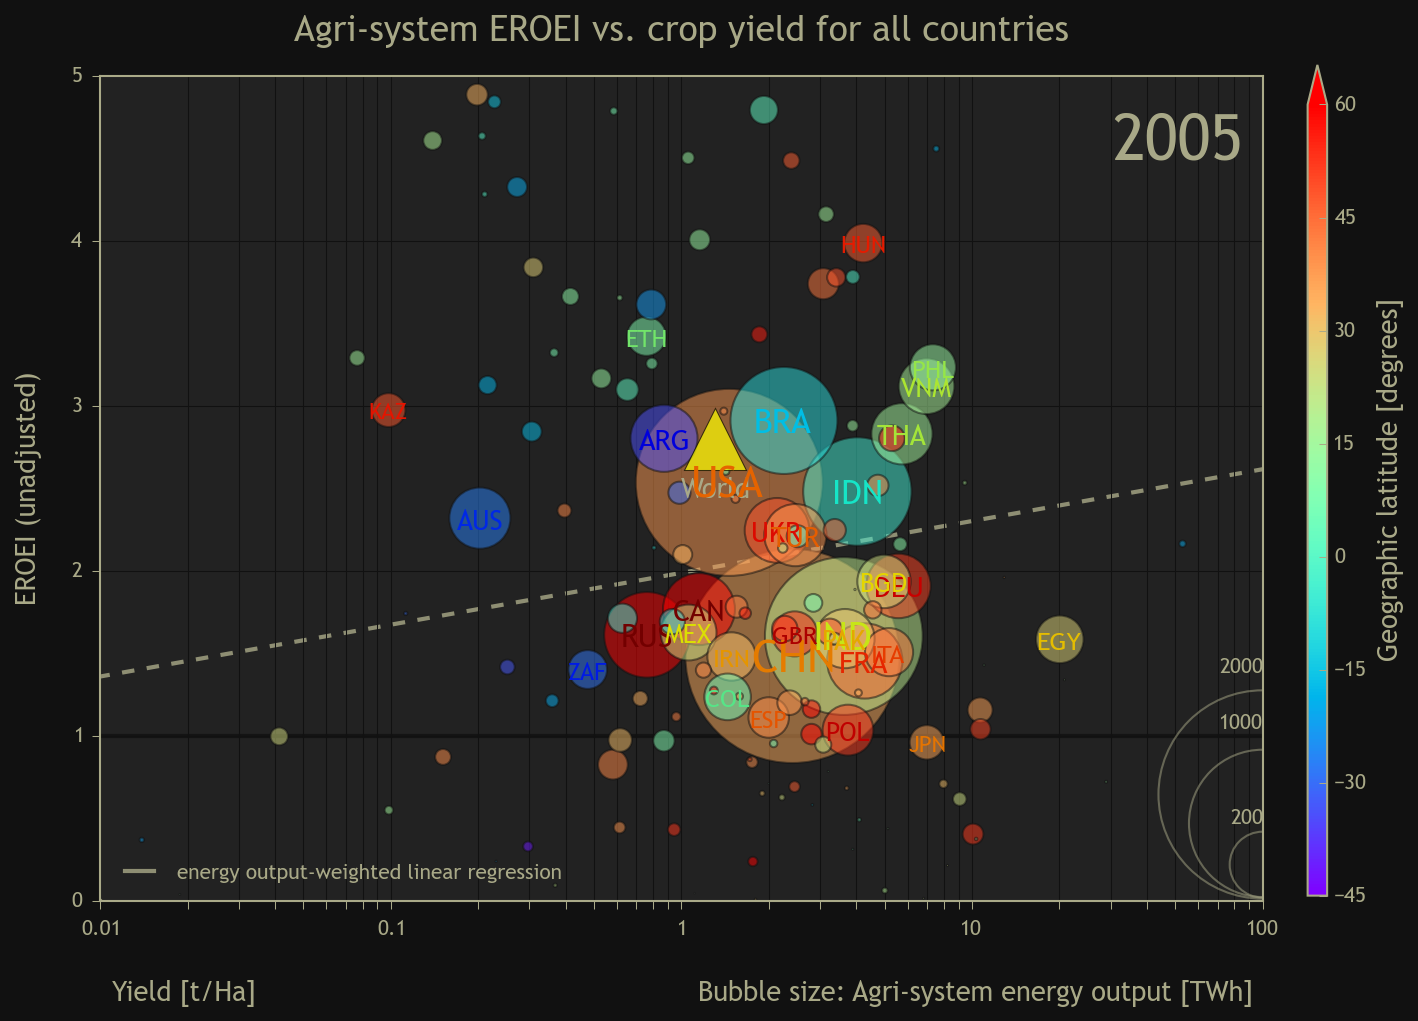 Agri-system EROEI vs. crop yield for all countries
2005
EROEI (unadjusted)
5
4
3
2
1
0
0.01
0.1
1
10
100
HUN
ETH
PHL
VNM
KAZ
BRA
THA
ARG
USA
World
IDN
AUS
UKR
TUR
BGD
DEU
CAN
RUS
MEX
GBR
IND
PAK
EGY
CHN
FRA
ITA
IRN
ZAF
COL
ESP
POL
JPN
2000
1000
200
energy output-weighted linear regression
Yield [t/Ha]
Bubble size: Agri-system energy output [TWh]
60
45
30
15
0
−15
−30
−45
Geographic latitude [degrees]